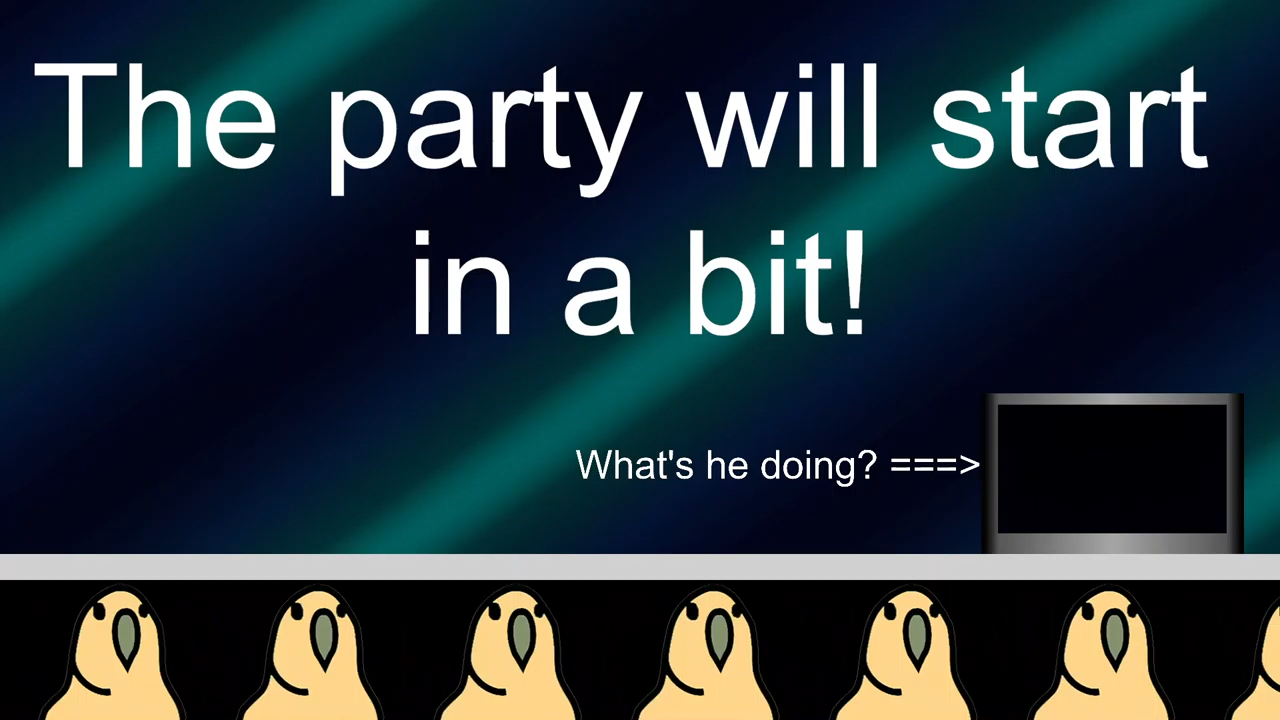 The party will start
in a bit!
What's he doing? ===>